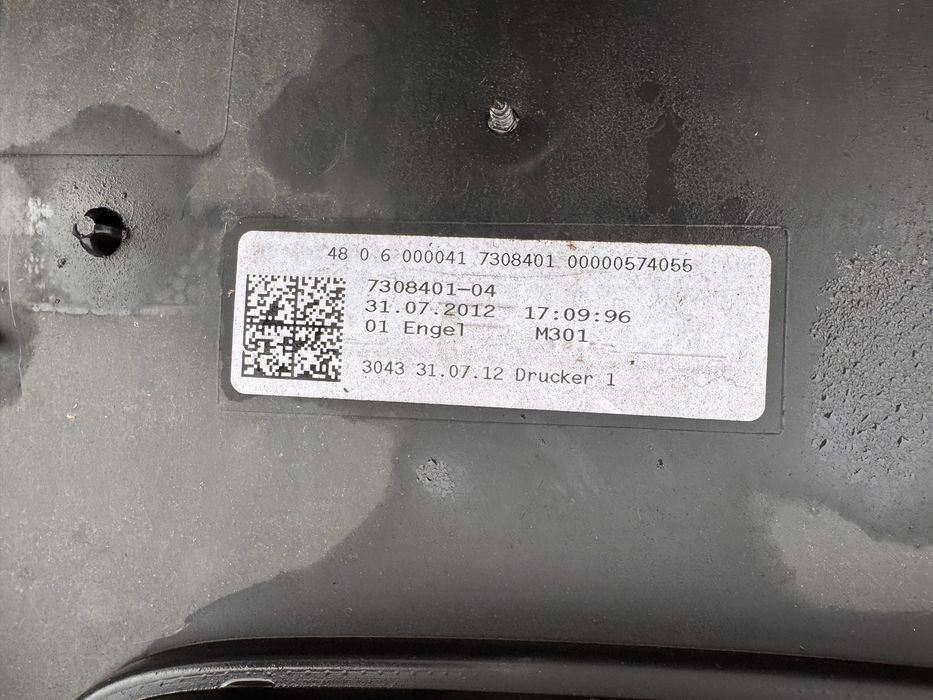 48 0 6 000041 7308401 00000574055
7308401-04
31.07.2012 17:09:96
01 Engel M301
3043 31.07.12 Drucker 1